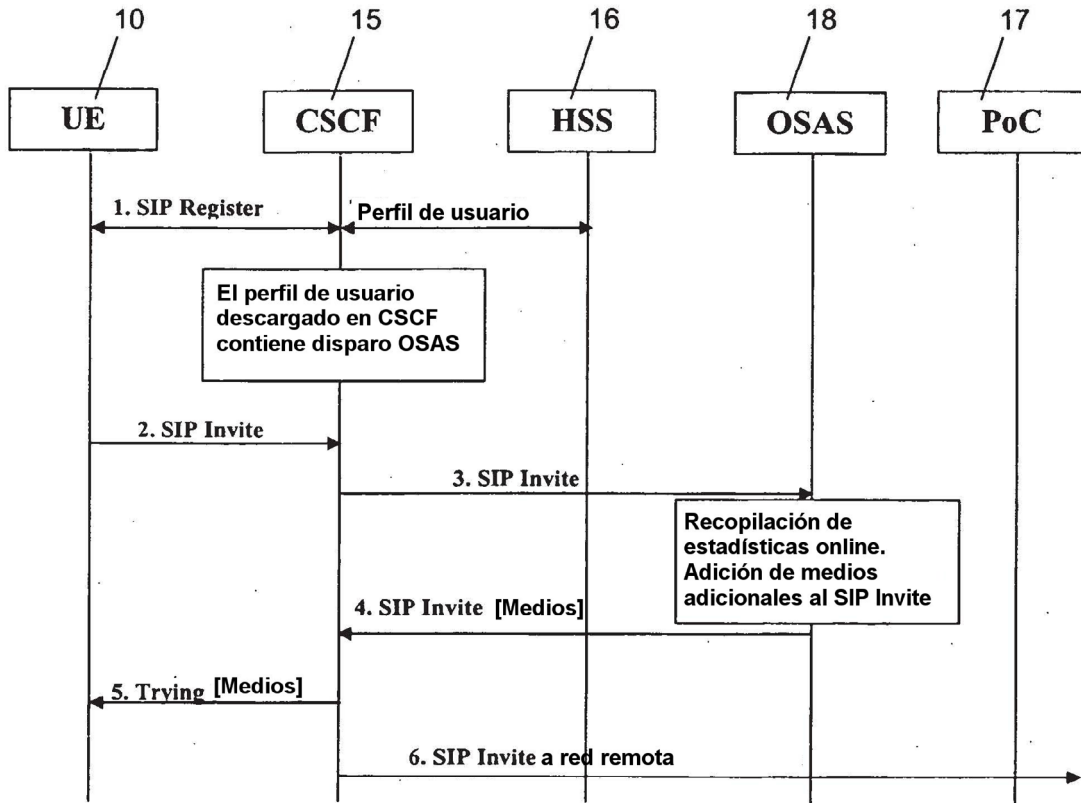 10 15 16 18 17
UE CSCF HSS OSAS PoC
1. SIP Register Perfil de usuario
El perfil de usuario
descargado en CSCF
contiene disparo OSAS
2. SIP Invite
3. SIP Invite
Recopilación de
estadísticas online.
Adición de medios
adicionales al SIP Invite
4. SIP Invite [Medios]
5. Trying [Medios]
6. SIP Invite a red remota